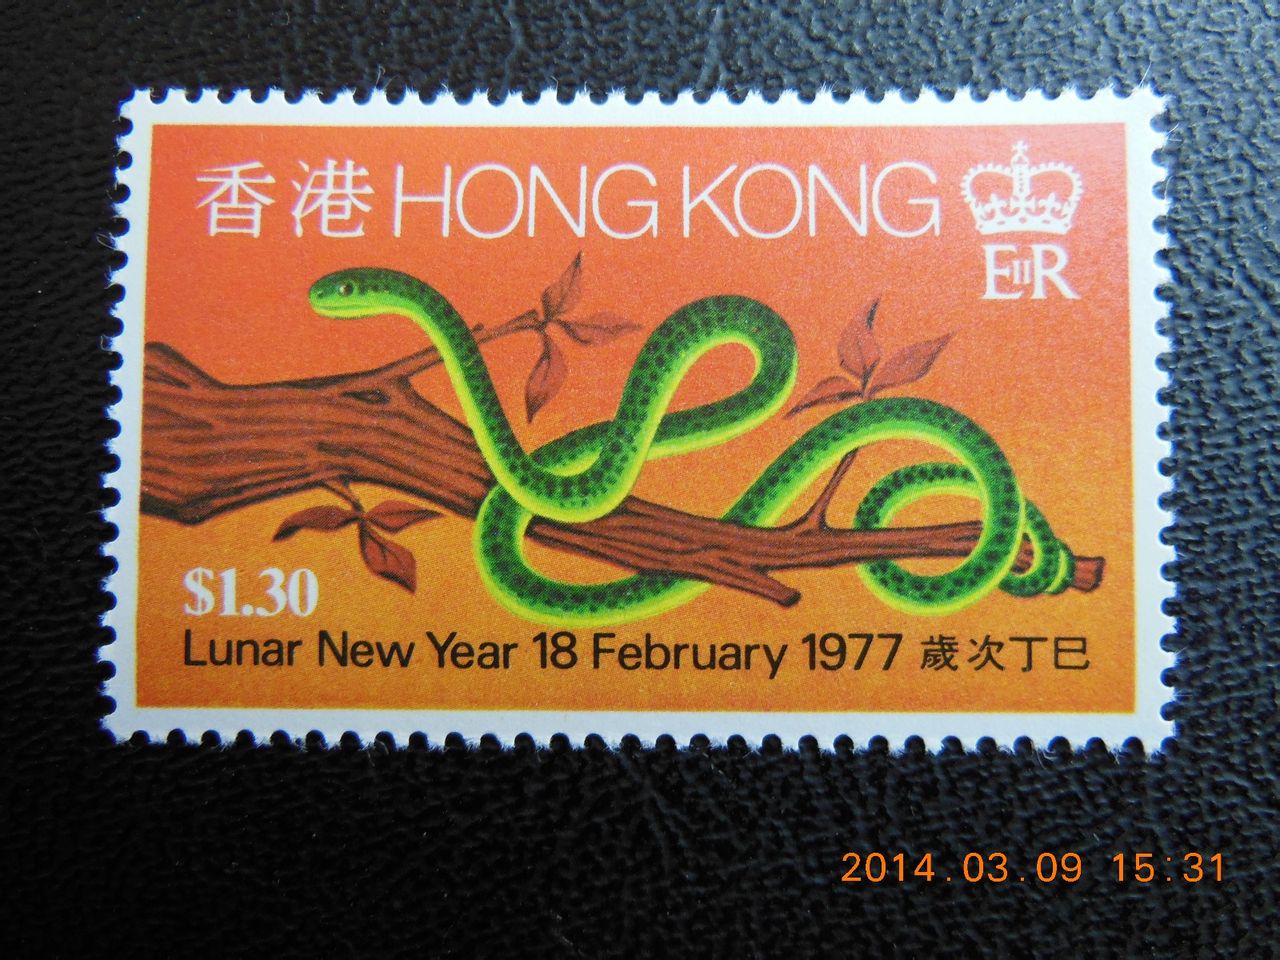 香港 HONG KONG
EIIR
$1.30
Lunar New Year 18 February 1977 歲次丁巳
2014.03.09 15:31